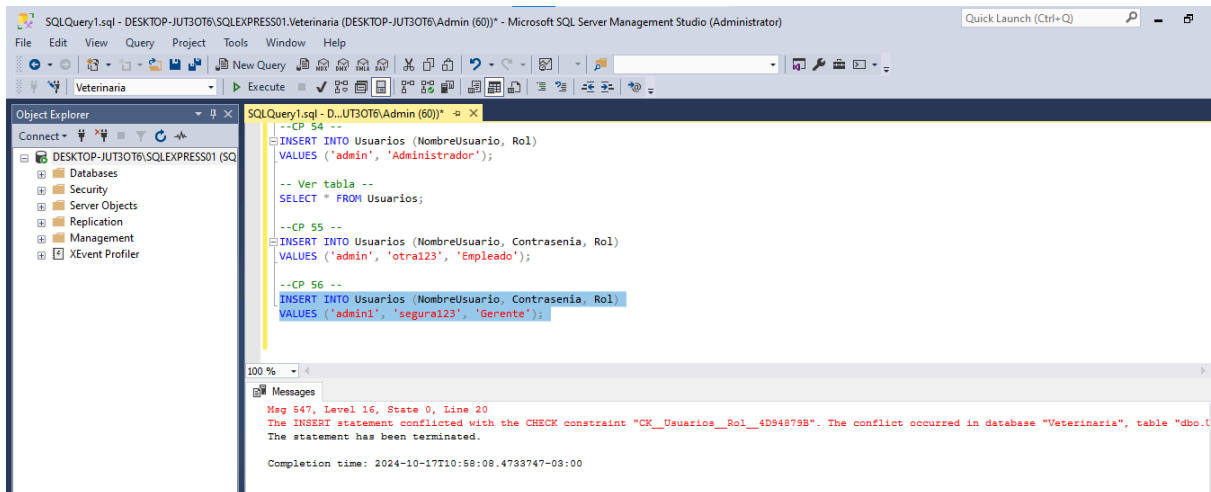 SQLQuery1.sql - DESKTOP-JUT3OT6\SQLEXPRESS01.Veterinaria (DESKTOP-JUT3OT6\Admin (60))* - Microsoft SQL Server Management Studio (Administrator)
Quick Launch (Ctrl+Q)
File Edit View Query Project Tools Window Help
New Query
Veterinaria
Execute
Object Explorer
SQLQuery1.sql - D...UT3OT6\Admin (60))*
Connect
DESKTOP-JUT3OT6\SQLEXPRESS01 (SQ
Databases
Security
Server Objects
Replication
Management
XEvent Profiler
--CP 54 --
INSERT INTO Usuarios (NombreUsuario, Rol)
VALUES ('admin', 'Administrador');
-- Ver tabla --
SELECT * FROM Usuarios;
--CP 55 --
INSERT INTO Usuarios (NombreUsuario, Contrasenia, Rol)
VALUES ('admin', 'otra123', 'Empleado');
--CP 56 --
INSERT INTO Usuarios (NombreUsuario, Contrasenia, Rol)
VALUES ('admin1', 'segura123', 'Gerente');
100 %
Messages
Msg 547, Level 16, State 0, Line 20
The INSERT statement conflicted with the CHECK constraint "CK__Usuarios__Rol__4D94879B". The conflict occurred in database "Veterinaria", table "dbo.U
The statement has been terminated.
Completion time: 2024-10-17T10:58:08.4733747-03:00